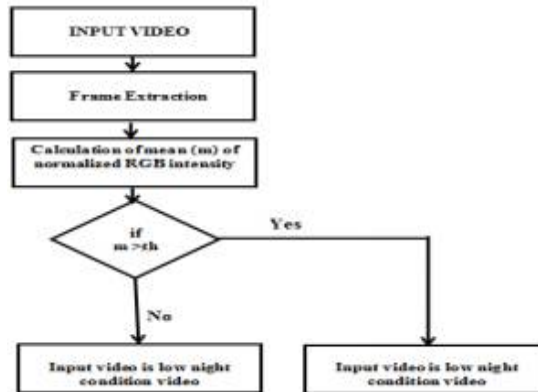 INPUT VIDEO
Frame Extraction
Calculation of mean (m) of
normalized RGB intensity
if
m >th
Yes
No
Input video is low night
condition video
Input video is low night
condition video